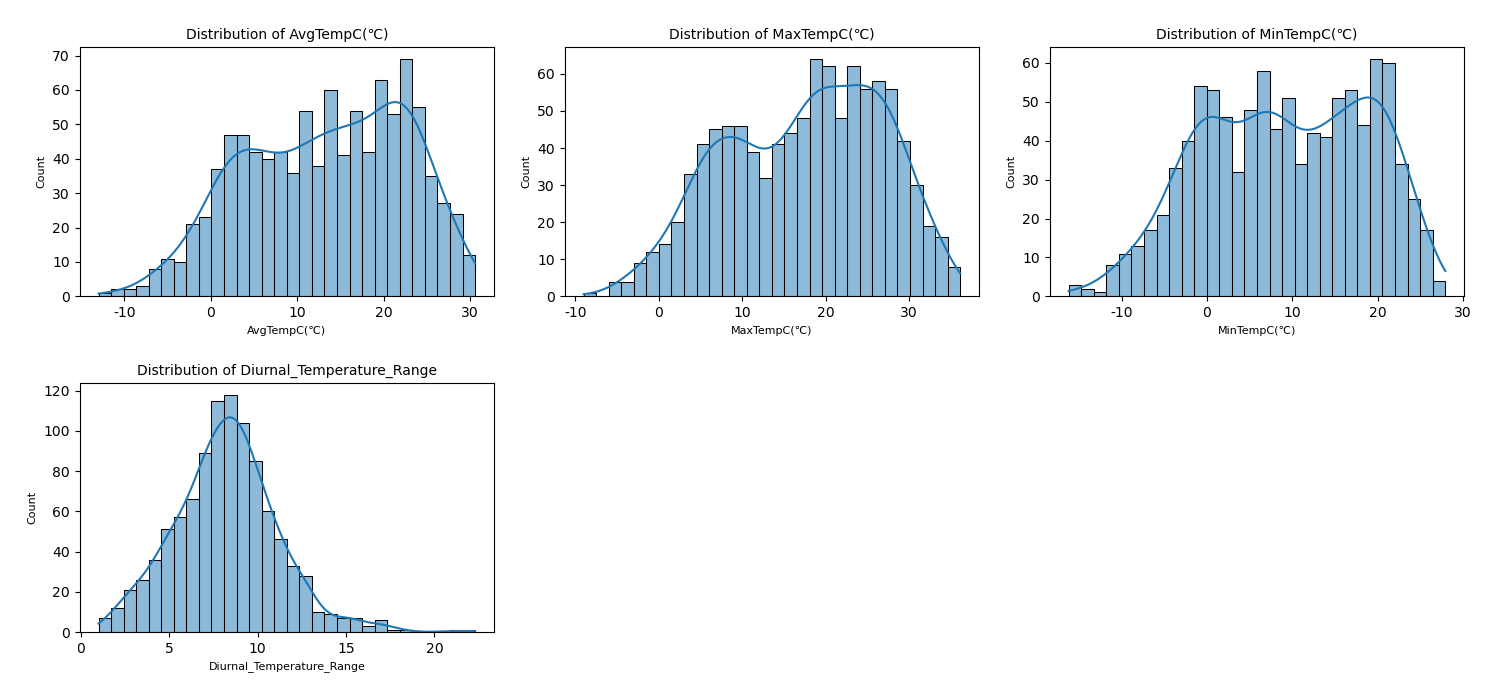 Distribution of AvgTempC(℃)
70
60
50
40
30
20
10
0
Count
-10 0 10 20 30
AvgTempC(℃)
Distribution of MaxTempC(℃)
60
50
40
30
20
10
0
Count
-10 0 10 20 30
MaxTempC(℃)
Distribution of MinTempC(℃)
60
50
40
30
20
10
0
Count
-10 0 10 20 30
MinTempC(℃)
Distribution of Diurnal_Temperature_Range
120
100
80
60
40
20
0
Count
0 5 10 15 20
Diurnal_Temperature_Range